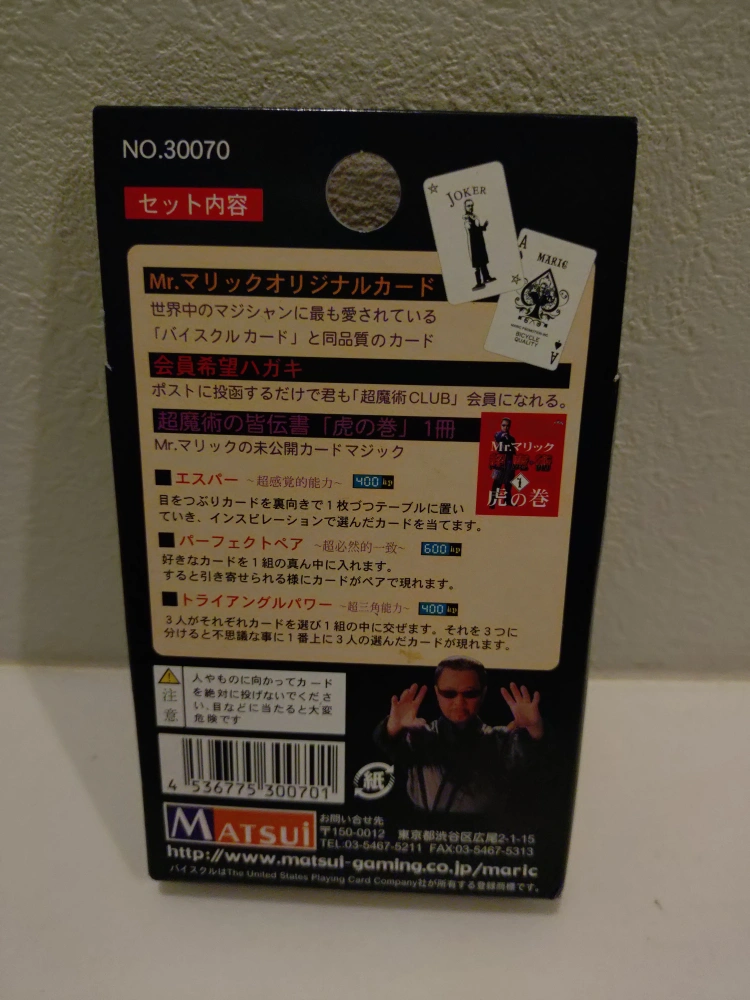 NO.30070
セット内容
JOKER
A
MARIC
BICYCLE
QUALITY
A
Mr.マリックオリジナルカード
世界中のマジシャンに最も愛されている
「バイスクルカード」と同品質のカード
会員希望ハガキ
ポストに投函するだけで君も「超魔術CLUB」会員になれる。
超魔術の皆伝書「虎の巻」1冊
Mr.マリックの未公開カードマジック
Mr.マリック
1
虎の巻
エスパー ～超感覚的能力～ 400 hp
目をつぶりカードを裏向きで1枚づつテーブルに置い
ていき、インスピレーションで選んだカードを当てます。
パーフェクトペア ～超必然的一致～ 600 hp
好きなカードを1組の真ん中に入れます。
すると引き寄せられる様にカードがペアで現れます。
トライアングルパワー ～超三角能力～ 400 hp
3人がそれぞれカードを選び1組の中に交ぜます。それを3つに
分けると不思議な事に1番上に3人の選んだカードが現れます。
注意
人やものに向かってカード
を絶対に投げないでくださ
い。目などに当たると大変
危険です
4 536775 300701
紙
MATSUI
お問い合せ先
〒150-0012 東京都渋谷区広尾2-1-15
TEL.03-5467-5211 FAX:03-5467-5313
http://www.matsui-gaming.co.jp/maric
バイスクルはThe United States Playing Card Company社が所有する登録商標です。